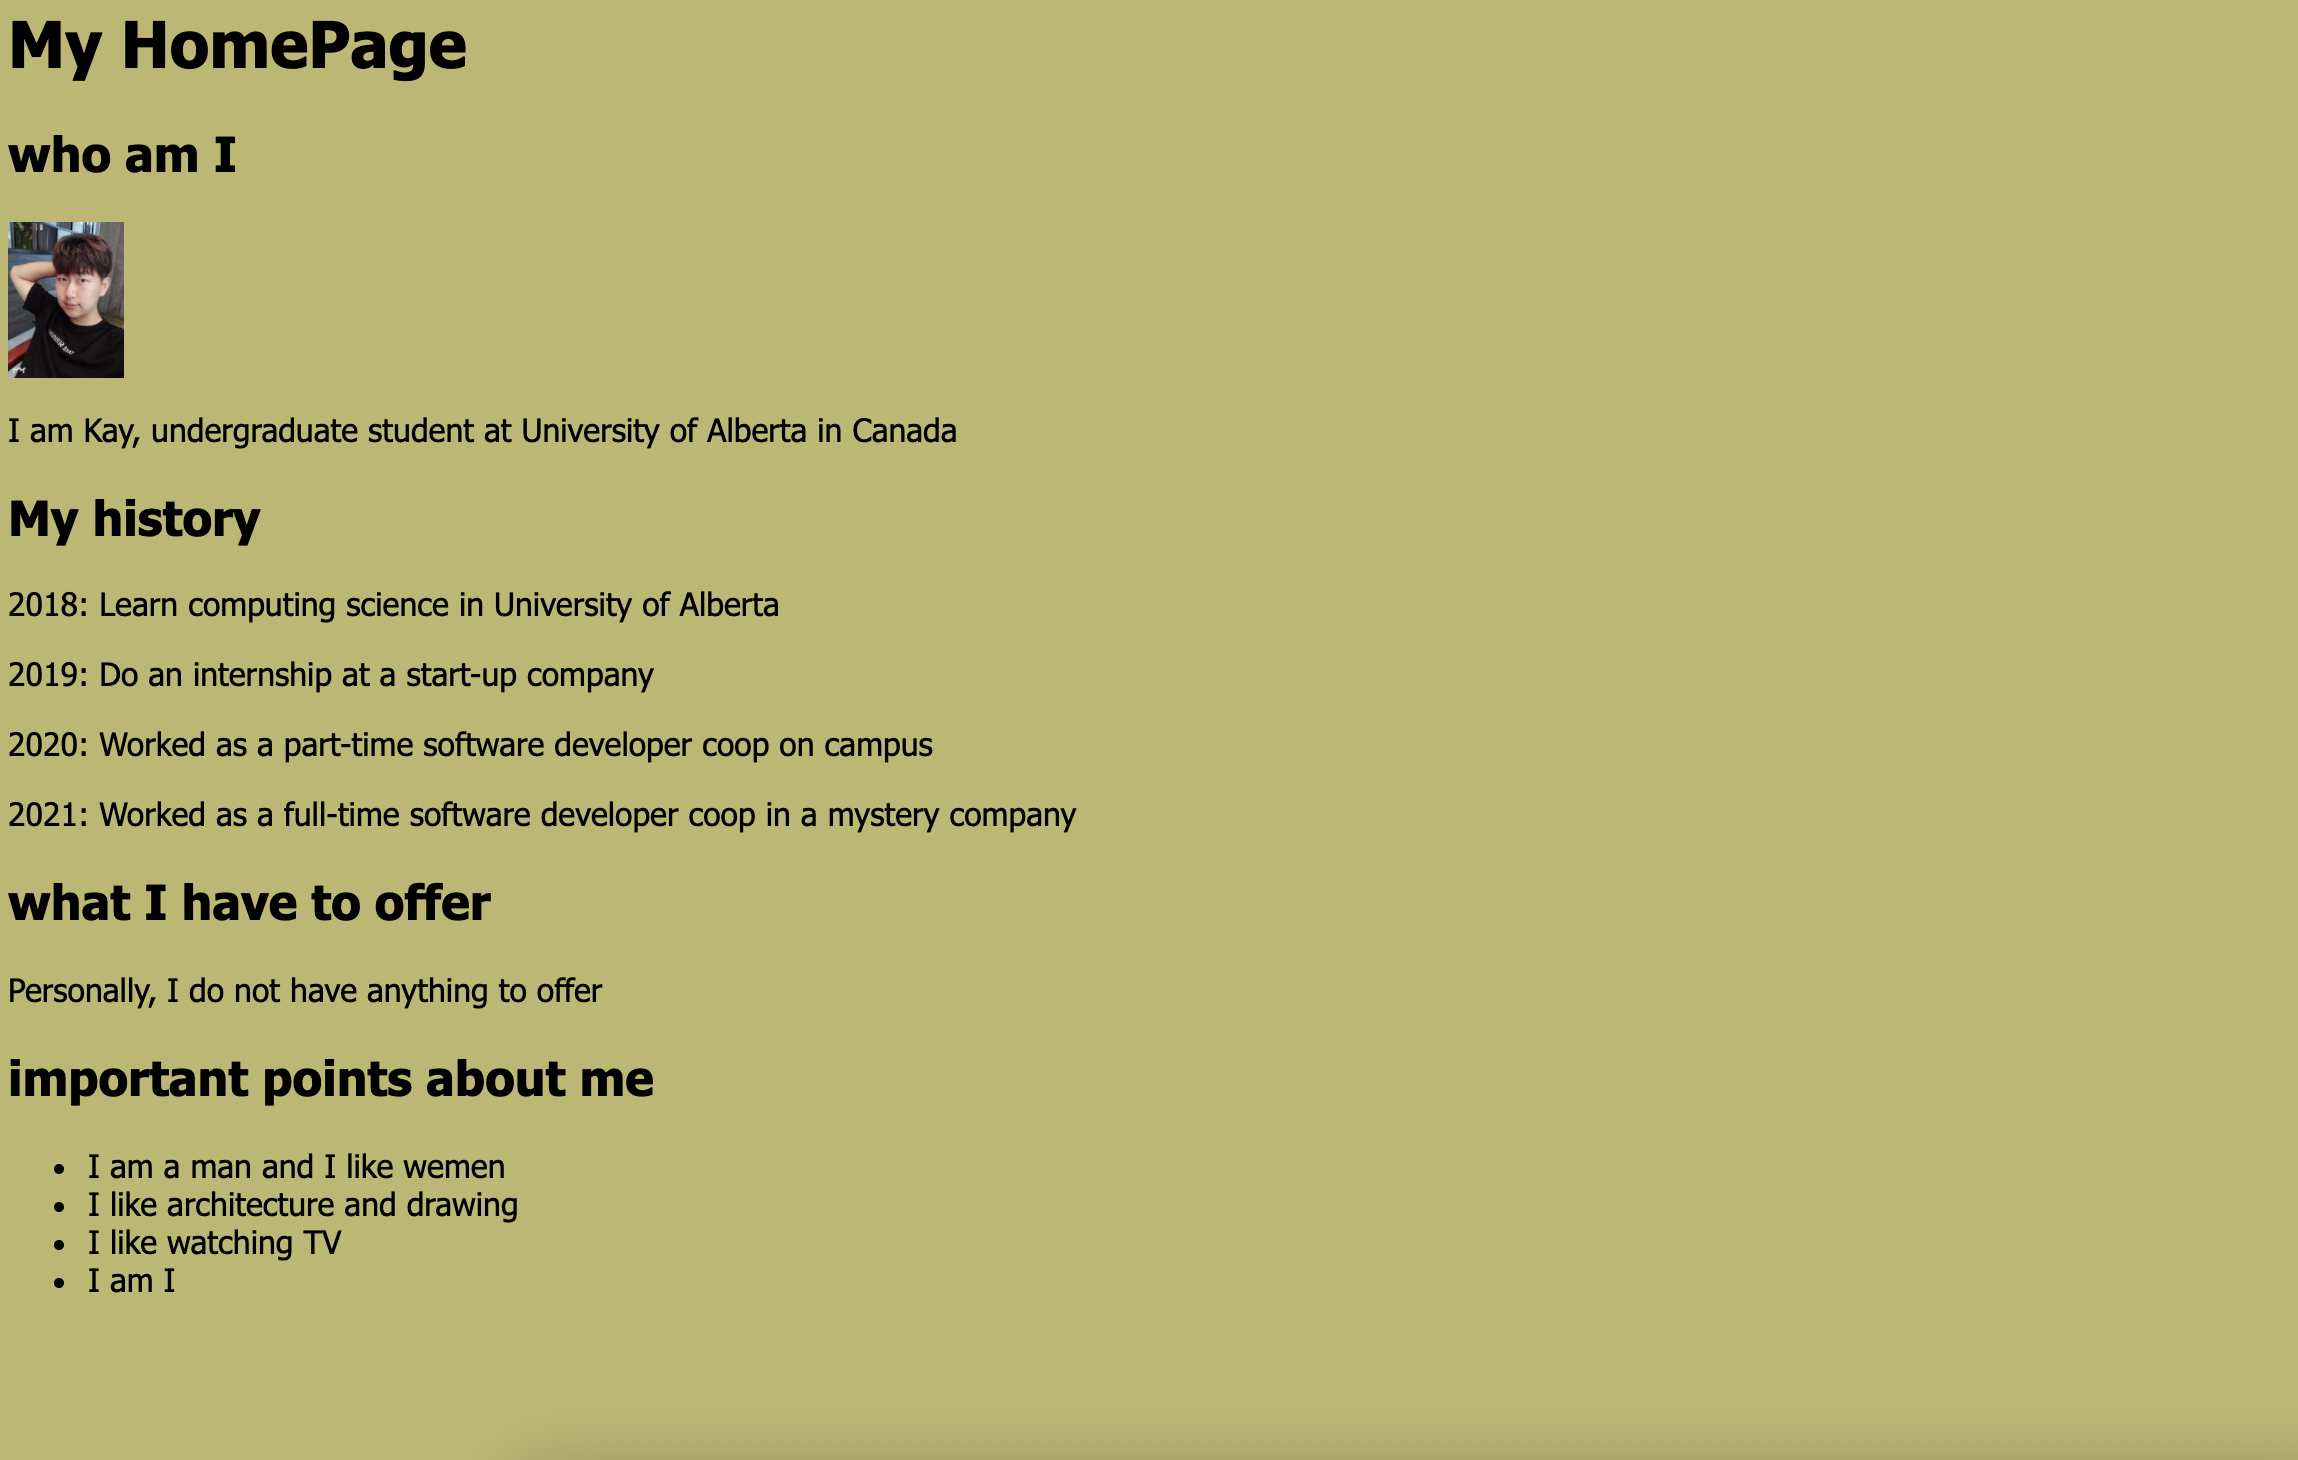 My HomePage
who am I
I am Kay, undergraduate student at University of Alberta in Canada
My history
2018: Learn computing science in University of Alberta
2019: Do an internship at a start-up company
2020: Worked as a part-time software developer coop on campus
2021: Worked as a full-time software developer coop in a mystery company
what I have to offer
Personally, I do not have anything to offer
important points about me
• I am a man and I like wemen
• I like architecture and drawing
• I like watching TV
• I am I